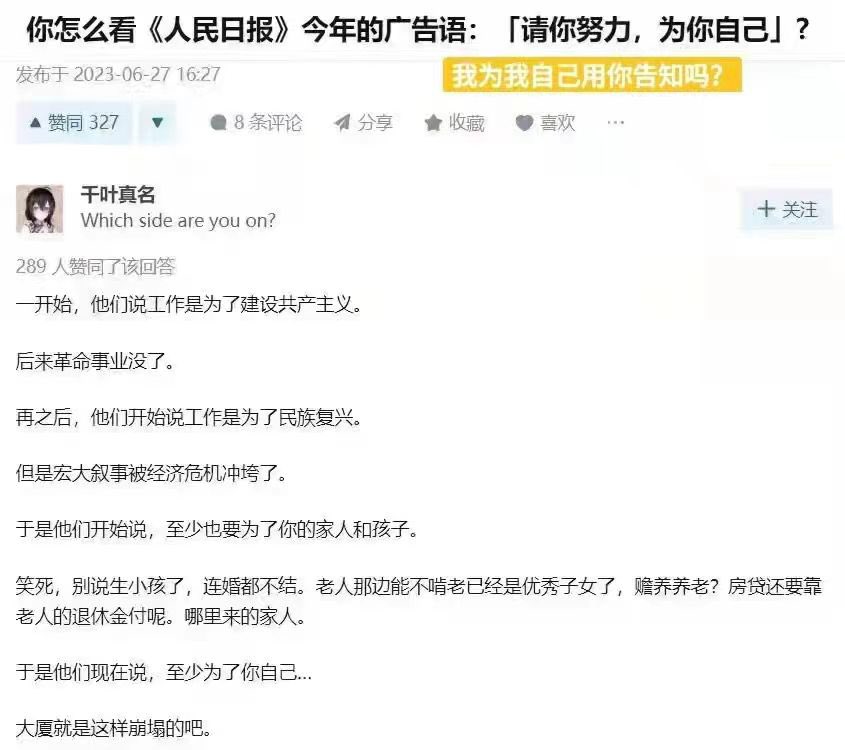 你怎么看《人民日报》今年的广告语：「请你努力，为你自己」？
发布于 2023-06-27 16:27
我为我自己用你告知吗？
▲ 赞同 327 ▼ 8 条评论 分享 收藏 喜欢 ···
千叶真名
Which side are you on?
+ 关注
289 人赞同了该回答
一开始，他们说工作是为了建设共产主义。
后来革命事业没了。
再之后，他们开始说工作是为了民族复兴。
但是宏大叙事被经济危机冲垮了。
于是他们开始说，至少也要为了你的家人和孩子。
笑死，别说生小孩了，连婚都不结。老人那边能不啃老已经是优秀子女了，赡养养老？房贷还要靠
老人的退休金付呢。哪里来的家人。
于是他们现在说，至少为了你自己...
大厦就是这样崩塌的吧。